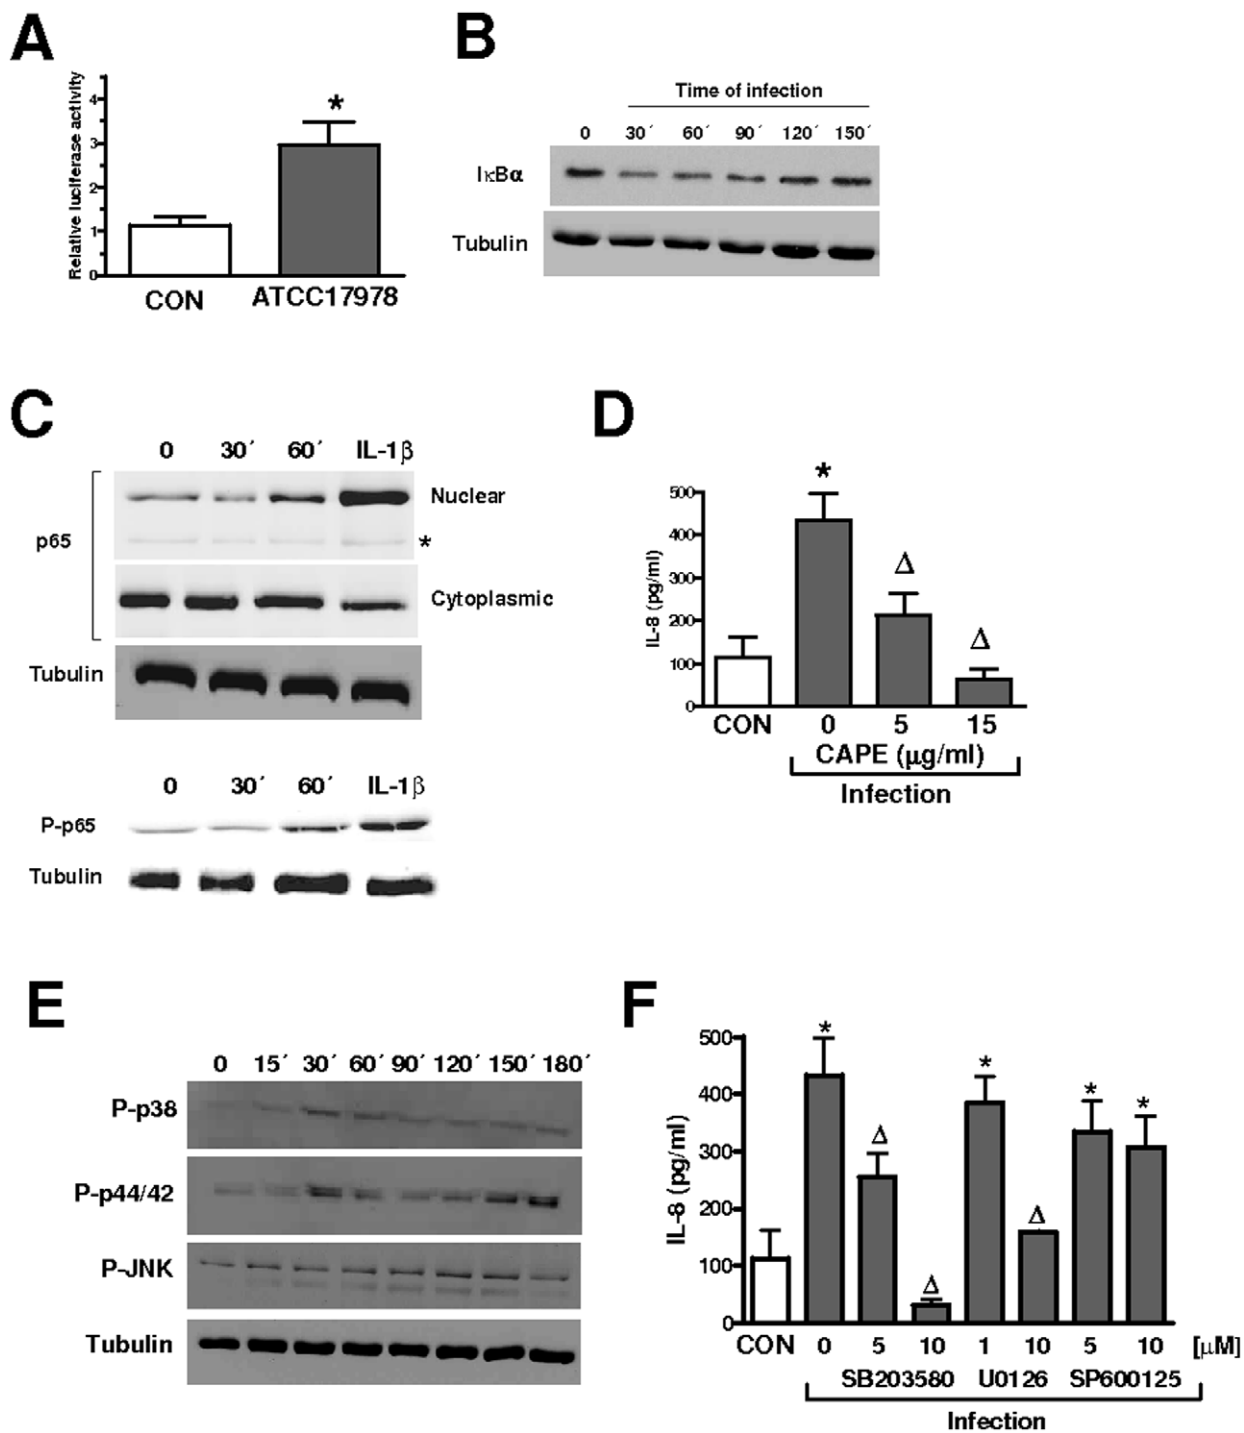 A
Relative luciferase activity
4
3
2
1
0
*
CON
ATCC17978
B
Time of infection
0 30´ 60´ 90´ 120´ 150´
IκBα
Tubulin
C
0 30´ 60´ IL-1β
p65
Nuclear
*
Cytoplasmic
Tubulin
0 30´ 60´ IL-1β
P-p65
Tubulin
D
IL-8 (pg/ml)
500
400
300
200
100
0
*
Δ
Δ
CON 0 5 15
CAPE (μg/ml)
Infection
E
0 15´ 30´ 60´ 90´ 120´ 150´ 180´
P-p38
P-p44/42
P-JNK
Tubulin
F
IL-8 (pg/ml)
500
400
300
200
100
0
* Δ Δ * Δ * *
CON 0 5 10 1 10 5 10 [μM]
SB203580 U0126 SP600125
Infection